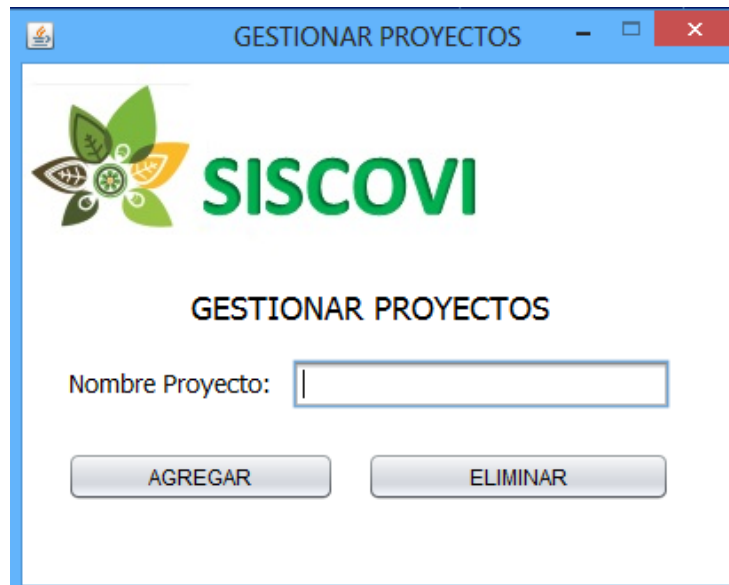 GESTIONAR PROYECTOS
SISCOVI
GESTIONAR PROYECTOS
Nombre Proyecto:
AGREGAR
ELIMINAR